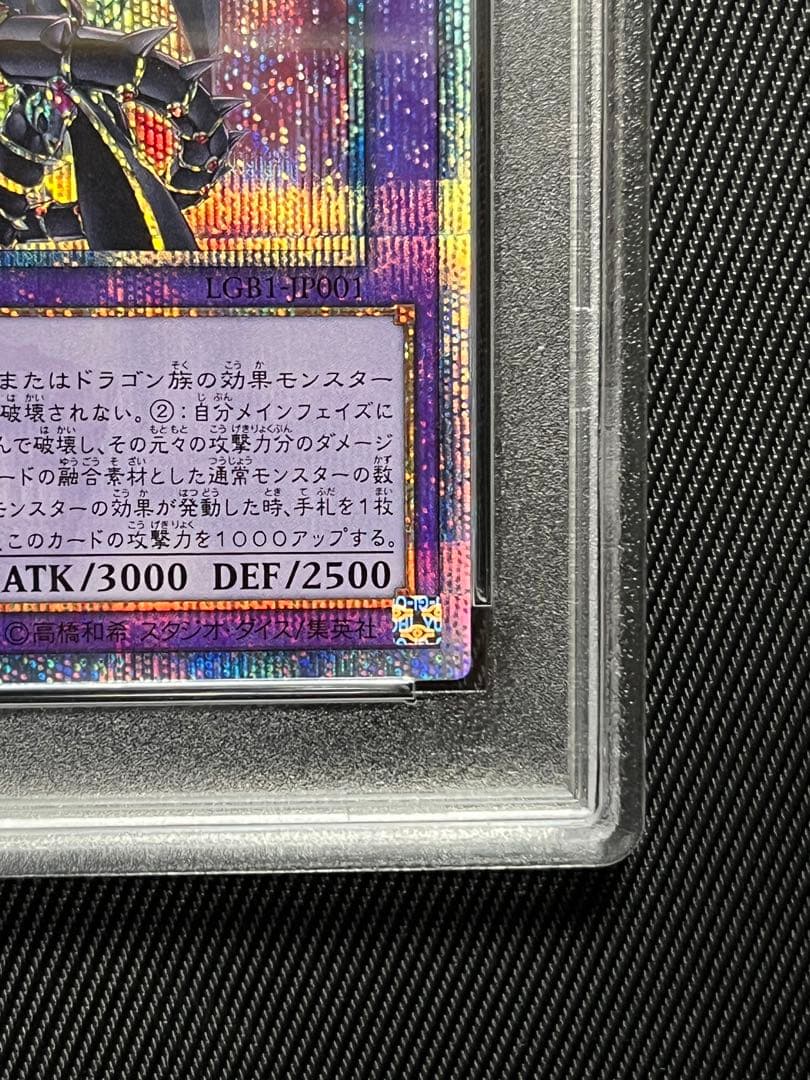 LGB1-JP001
またはドラゴン族の効果モンスター
破壊されない。②:自分メインフェイズに
んで破壊し、その元々の攻撃力分のダメージ
ードの融合素材とした通常モンスターの数
モンスターの効果が発動した時、手札を1枚
、このカードの攻撃力を1000アップする。
ATK/3000 DEF/2500
©高橋和希 スタジオ・ダイス/集英社